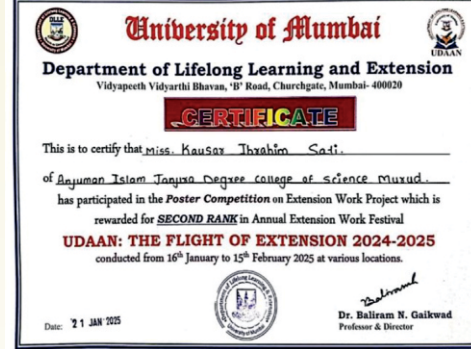 DLLE
University of Mumbai
UDAAN
Department of Lifelong Learning and Extension
Vidyapeeth Vidyarthi Bhavan, 'B' Road, Churchgate, Mumbai- 400020
CERTIFICATE
This is to certify that Miss. Kausar Ibrahim Sati.
of Anjuman Islam Janjira Degree college of science Murud.
has participated in the Poster Competition on Extension Work Project which is
rewarded for SECOND RANK in Annual Extension Work Festival
UDAAN: THE FLIGHT OF EXTENSION 2024-2025
conducted from 16th January to 15th February 2025 at various locations.
Date: 21 JAN 2025
Dr. Baliram N. Gaikwad
Professor & Director